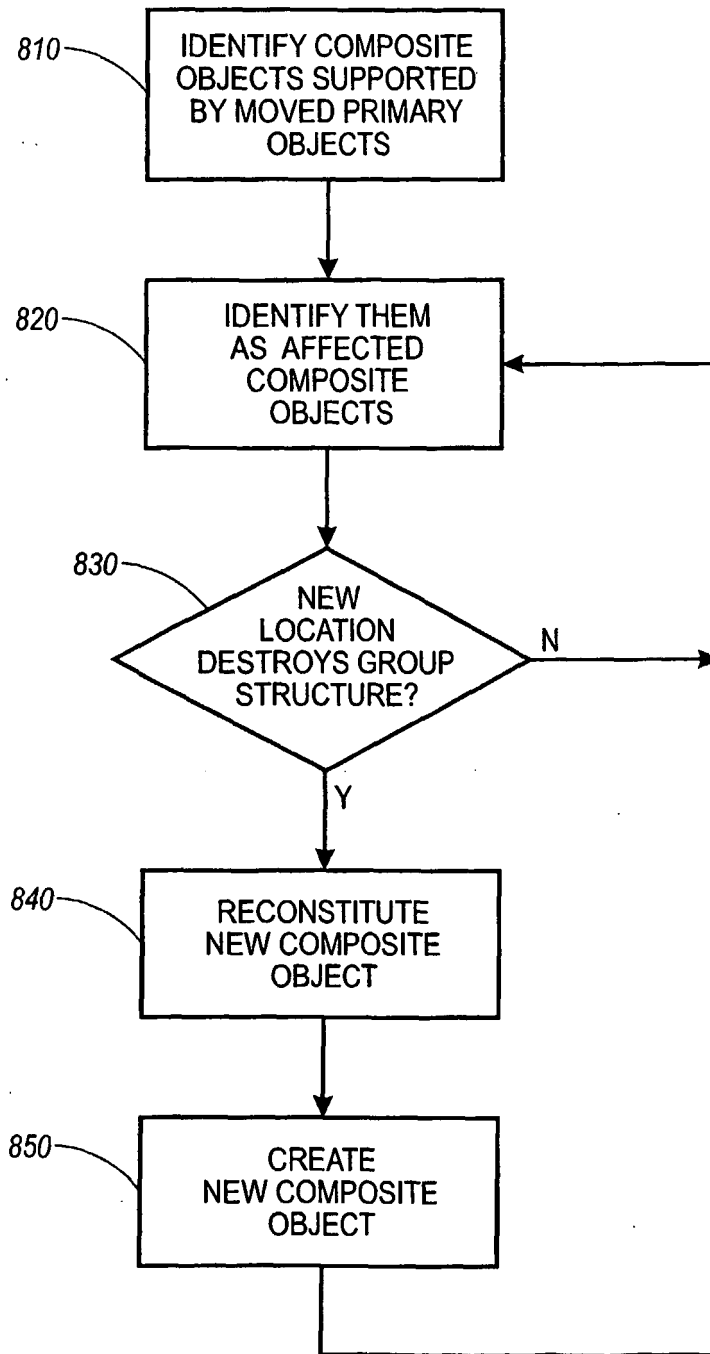 810
IDENTIFY COMPOSITE
OBJECTS SUPPORTED
BY MOVED PRIMARY
OBJECTS
820
IDENTIFY THEM
AS AFFECTED
COMPOSITE
OBJECTS
830
NEW
LOCATION
DESTROYS GROUP
STRUCTURE?
N
Y
840
RECONSTITUTE
NEW COMPOSITE
OBJECT
850
CREATE
NEW COMPOSITE
OBJECT